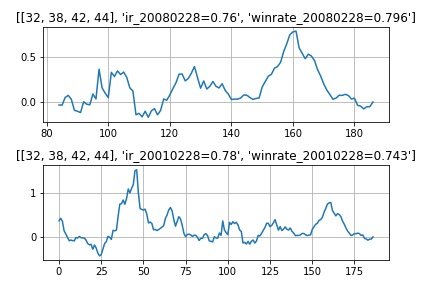 [[32, 38, 42, 44], 'ir_20080228=0.76', 'winrate_20080228=0.796']
0.5
0.0
80 100 120 140 160 180
[[32, 38, 42, 44], 'ir_20010228=0.78', 'winrate_20010228=0.743']
1
0
0 25 50 75 100 125 150 175